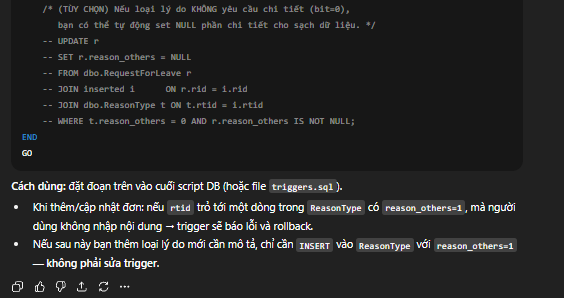 /* (TÙY CHỌN) Nếu loại lý do KHÔNG yêu cầu chi tiết (bit=0),
bạn có thể tự động set NULL phần chi tiết cho sạch dữ liệu. */
-- UPDATE r
-- SET r.reason_others = NULL
-- FROM dbo.RequestForLeave r
-- JOIN inserted i      ON r.rid = i.rid
-- JOIN dbo.ReasonType t ON t.rtid = i.rtid
-- WHERE t.reason_others = 0 AND r.reason_others IS NOT NULL;
END
GO
Cách dùng: đặt đoạn trên vào cuối script DB (hoặc file triggers.sql).
• Khi thêm/cập nhật đơn: nếu rtid trỏ tới một dòng trong ReasonType có reason_others=1, mà người
dùng không nhập nội dung → trigger sẽ báo lỗi và rollback.
• Nếu sau này bạn thêm loại lý do mới cần mô tả, chỉ cần INSERT vào ReasonType với reason_others=1
— không phải sửa trigger.